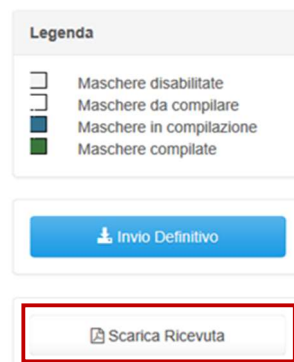 Legenda
Maschere disabilitate
Maschere da compilare
Maschere in compilazione
Maschere compilate
Invio Definitivo
Scarica Ricevuta